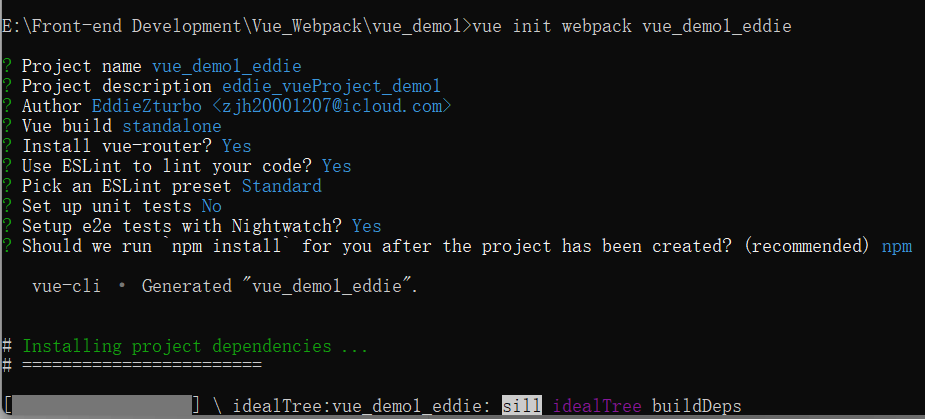 E:\Front-end Development\Vue_Webpack\vue_demo1>vue init webpack vue_demo1_eddie
? Project name vue_demo1_eddie
? Project description eddie_vueProject_demo1
? Author EddieZturbo <zjh20001207@icloud.com>
? Vue build standalone
? Install vue-router? Yes
? Use ESLint to lint your code? Yes
? Pick an ESLint preset Standard
? Set up unit tests No
? Setup e2e tests with Nightwatch? Yes
? Should we run `npm install` for you after the project has been created? (recommended) npm
vue-cli · Generated "vue_demo1_eddie".
# Installing project dependencies ...
# ========================
[                  ] \ idealTree:vue_demo1_eddie: sill idealTree buildDeps